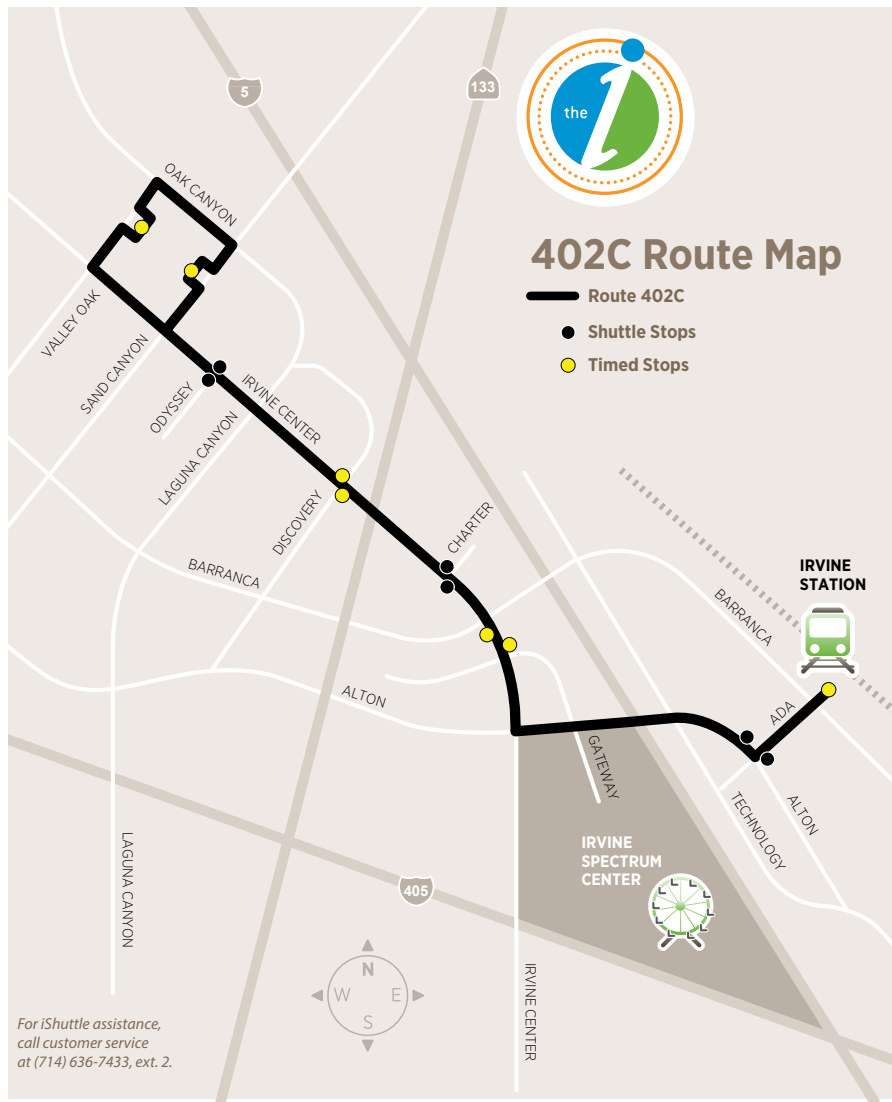 5
133
the
i
402C Route Map
Route 402C
Shuttle Stops
Timed Stops
OAK CANYON
VALLEY OAK
SAND CANYON
ODYSSEY
IRVINE CENTER
LAGUNA CANYON
DISCOVERY
CHARTER
BARRANCA
IRVINE
STATION
BARRANCA
ALTON
ADA
GATEWAY
TECHNOLOGY
ALTON
IRVINE
SPECTRUM
CENTER
LAGUNA CANYON
405
IRVINE CENTER
N
W E
S
For iShuttle assistance,
call customer service
at (714) 636-7433, ext. 2.